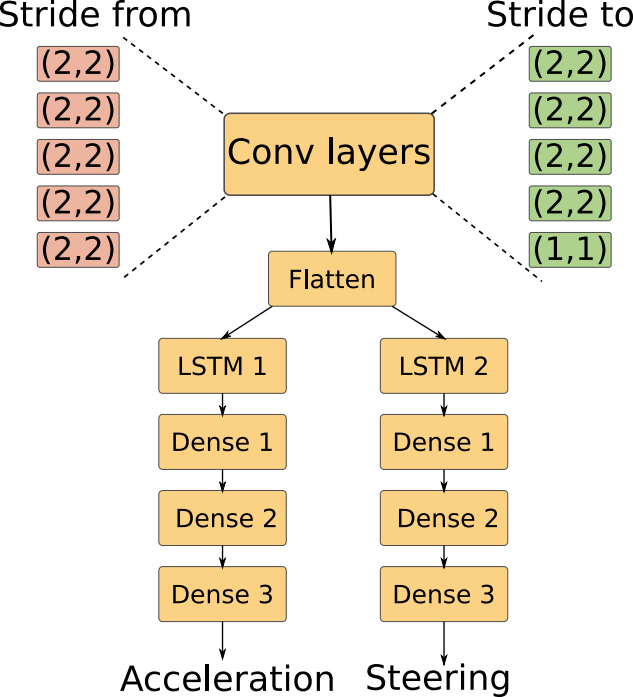 Stride from
Stride to
(2,2)
(2,2)
(2,2)
(2,2)
(2,2)
(2,2)
(2,2)
(2,2)
(2,2)
(1,1)
Conv layers
Flatten
LSTM 1
LSTM 2
Dense 1
Dense 1
Dense 2
Dense 2
Dense 3
Dense 3
Acceleration
Steering